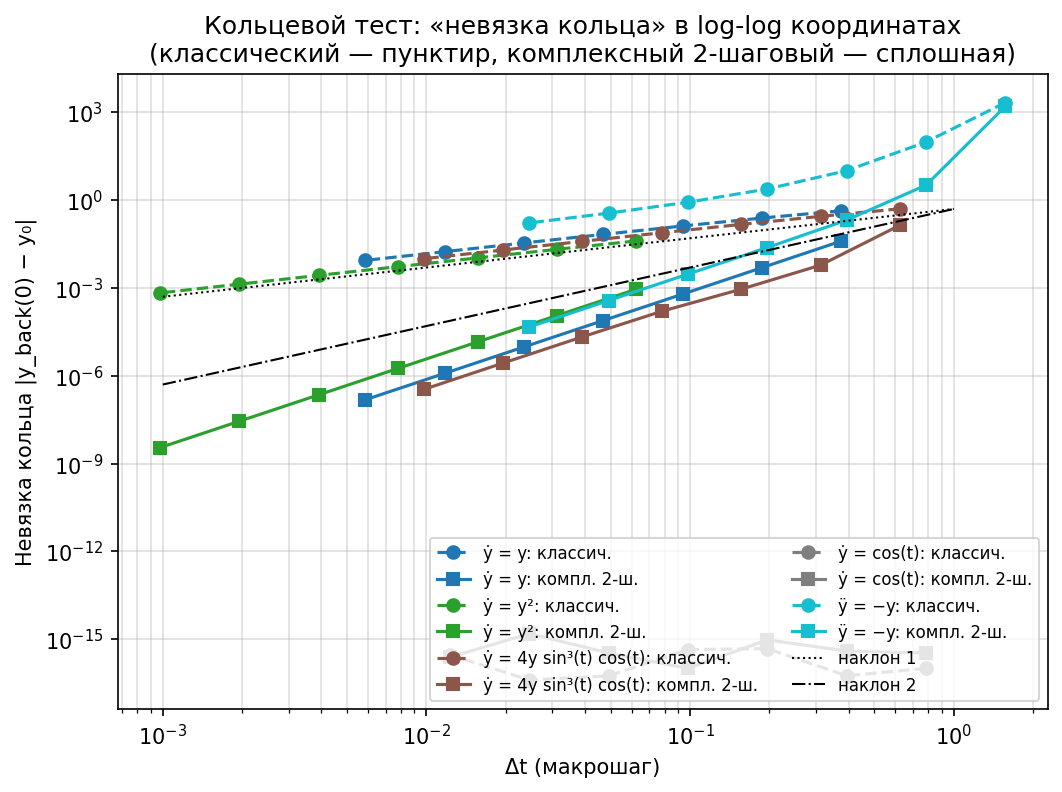 Кольцевой тест: «невязка кольца» в log-log координатах
(классический — пунктир, комплексный 2-шаговый — сплошная)
Невязка кольца |y_back(0) − y₀|
10³
10⁰
10⁻³
10⁻⁶
10⁻⁹
10⁻¹²
10⁻¹⁵
ẏ = y: классич.
ẏ = y: компл. 2-ш.
ẏ = y²: классич.
ẏ = y²: компл. 2-ш.
ẏ = 4y sin³(t) cos(t): классич.
ẏ = 4y sin³(t) cos(t): компл. 2-ш.
ẏ = cos(t): классич.
ẏ = cos(t): компл. 2-ш.
ÿ = −y: классич.
ÿ = −y: компл. 2-ш.
наклон 1
наклон 2
10⁻³ 10⁻² 10⁻¹ 10⁰
Δt (макрошаг)